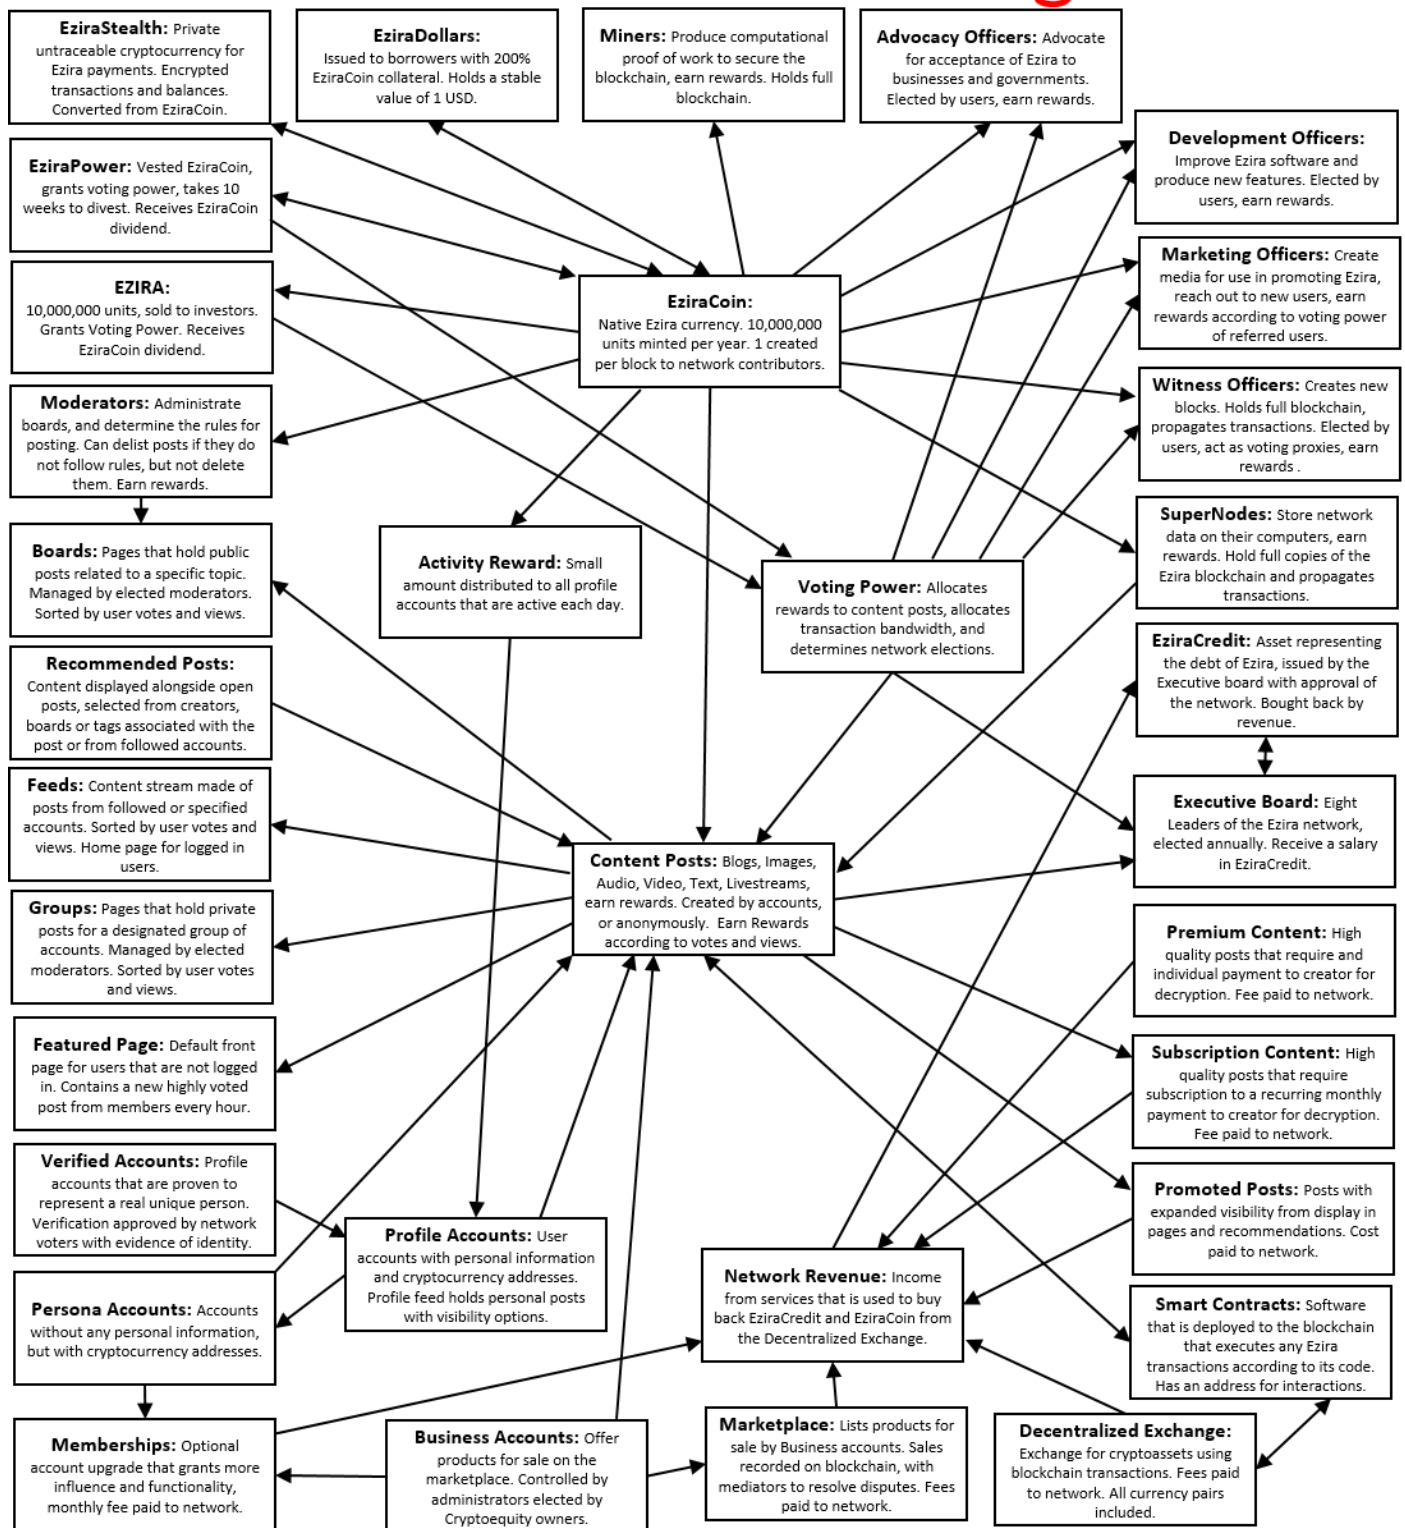 EziraStealth: Private
untraceable cryptocurrency for
Ezira payments. Encrypted
transactions and balances.
Converted from EziraCoin.
EziraDollars:
Issued to borrowers with 200%
EziraCoin collateral. Holds a stable
value of 1 USD.
Miners: Produce computational
proof of work to secure the
blockchain, earn rewards. Holds full
blockchain.
Advocacy Officers: Advocate
for acceptance of Ezira to
businesses and governments.
Elected by users, earn rewards.
Development Officers:
Improve Ezira software and
produce new features. Elected by
users, earn rewards.
EziraPower: Vested EziraCoin,
grants voting power, takes 10
weeks to divest. Receives EziraCoin
dividend.
Marketing Officers: Create
media for use in promoting Ezira,
reach out to new users, earn
rewards according to voting power
of referred users.
EZIRA:
10,000,000 units, sold to investors.
Grants Voting Power. Receives
EziraCoin dividend.
EziraCoin:
Native Ezira currency. 10,000,000
units minted per year. 1 created
per block to network contributors.
Witness Officers: Creates new
blocks. Holds full blockchain,
propagates transactions. Elected by
users, act as voting proxies, earn
rewards .
Moderators: Administrate
boards, and determine the rules for
posting. Can delist posts if they do
not follow rules, but not delete
them. Earn rewards.
SuperNodes: Store network
data on their computers, earn
rewards. Hold full copies of the
Ezira blockchain and propagates
transactions.
Boards: Pages that hold public
posts related to a specific topic.
Managed by elected moderators.
Sorted by user votes and views.
Activity Reward: Small
amount distributed to all profile
accounts that are active each day.
Voting Power: Allocates
rewards to content posts, allocates
transaction bandwidth, and
determines network elections.
EziraCredit: Asset representing
the debt of Ezira, issued by the
Executive board with approval of
the network. Bought back by
revenue.
Recommended Posts:
Content displayed alongside open
posts, selected from creators,
boards or tags associated with the
post or from followed accounts.
Feeds: Content stream made of
posts from followed or specified
accounts. Sorted by user votes and
views. Home page for logged in
users.
Executive Board: Eight
Leaders of the Ezira network,
elected annually. Receive a salary
in EziraCredit.
Content Posts: Blogs, Images,
Audio, Video, Text, Livestreams,
earn rewards. Created by accounts,
or anonymously. Earn Rewards
according to votes and views.
Groups: Pages that hold private
posts for a designated group of
accounts. Managed by elected
moderators. Sorted by user votes
and views.
Premium Content: High
quality posts that require and
individual payment to creator for
decryption. Fee paid to network.
Featured Page: Default front
page for users that are not logged
in. Contains a new highly voted
post from members every hour.
Subscription Content: High
quality posts that require
subscription to a recurring monthly
payment to creator for decryption.
Fee paid to network.
Verified Accounts: Profile
accounts that are proven to
represent a real unique person.
Verification approved by network
voters with evidence of identity.
Promoted Posts: Posts with
expanded visibility from display in
pages and recommendations. Cost
paid to network.
Profile Accounts: User
accounts with personal information
and cryptocurrency addresses.
Profile feed holds personal posts
with visibility options.
Network Revenue: Income
from services that is used to buy
back EziraCredit and EziraCoin from
the Decentralized Exchange.
Persona Accounts: Accounts
without any personal information,
but with cryptocurrency addresses.
Smart Contracts: Software
that is deployed to the blockchain
that executes any Ezira
transactions according to its code.
Has an address for interactions.
Memberships: Optional
account upgrade that grants more
influence and functionality,
monthly fee paid to network.
Business Accounts: Offer
products for sale on the
marketplace. Controlled by
administrators elected by
Cryptoequity owners.
Marketplace: Lists products for
sale by Business accounts. Sales
recorded on blockchain, with
mediators to resolve disputes. Fees
paid to network.
Decentralized Exchange:
Exchange for cryptoassets using
blockchain transactions. Fees paid
to network. All currency pairs
included.